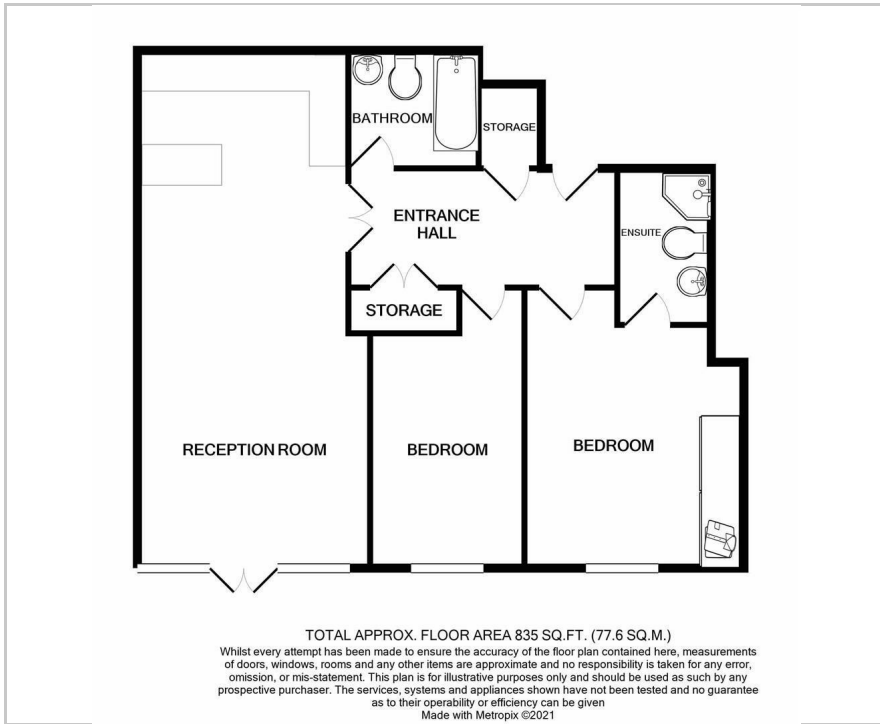 BATHROOM
STORAGE
ENTRANCE
HALL
ENSUITE
STORAGE
RECEPTION ROOM
BEDROOM
BEDROOM
TOTAL APPROX. FLOOR AREA 835 SQ.FT. (77.6 SQ.M.)
Whilst every attempt has been made to ensure the accuracy of the floor plan contained here, measurements
of doors, windows, rooms and any other items are approximate and no responsibility is taken for any error,
omission, or mis-statement. This plan is for illustrative purposes only and should be used as such by any
prospective purchaser. The services, systems and appliances shown have not been tested and no guarantee
as to their operability or efficiency can be given
Made with Metropix ©2021